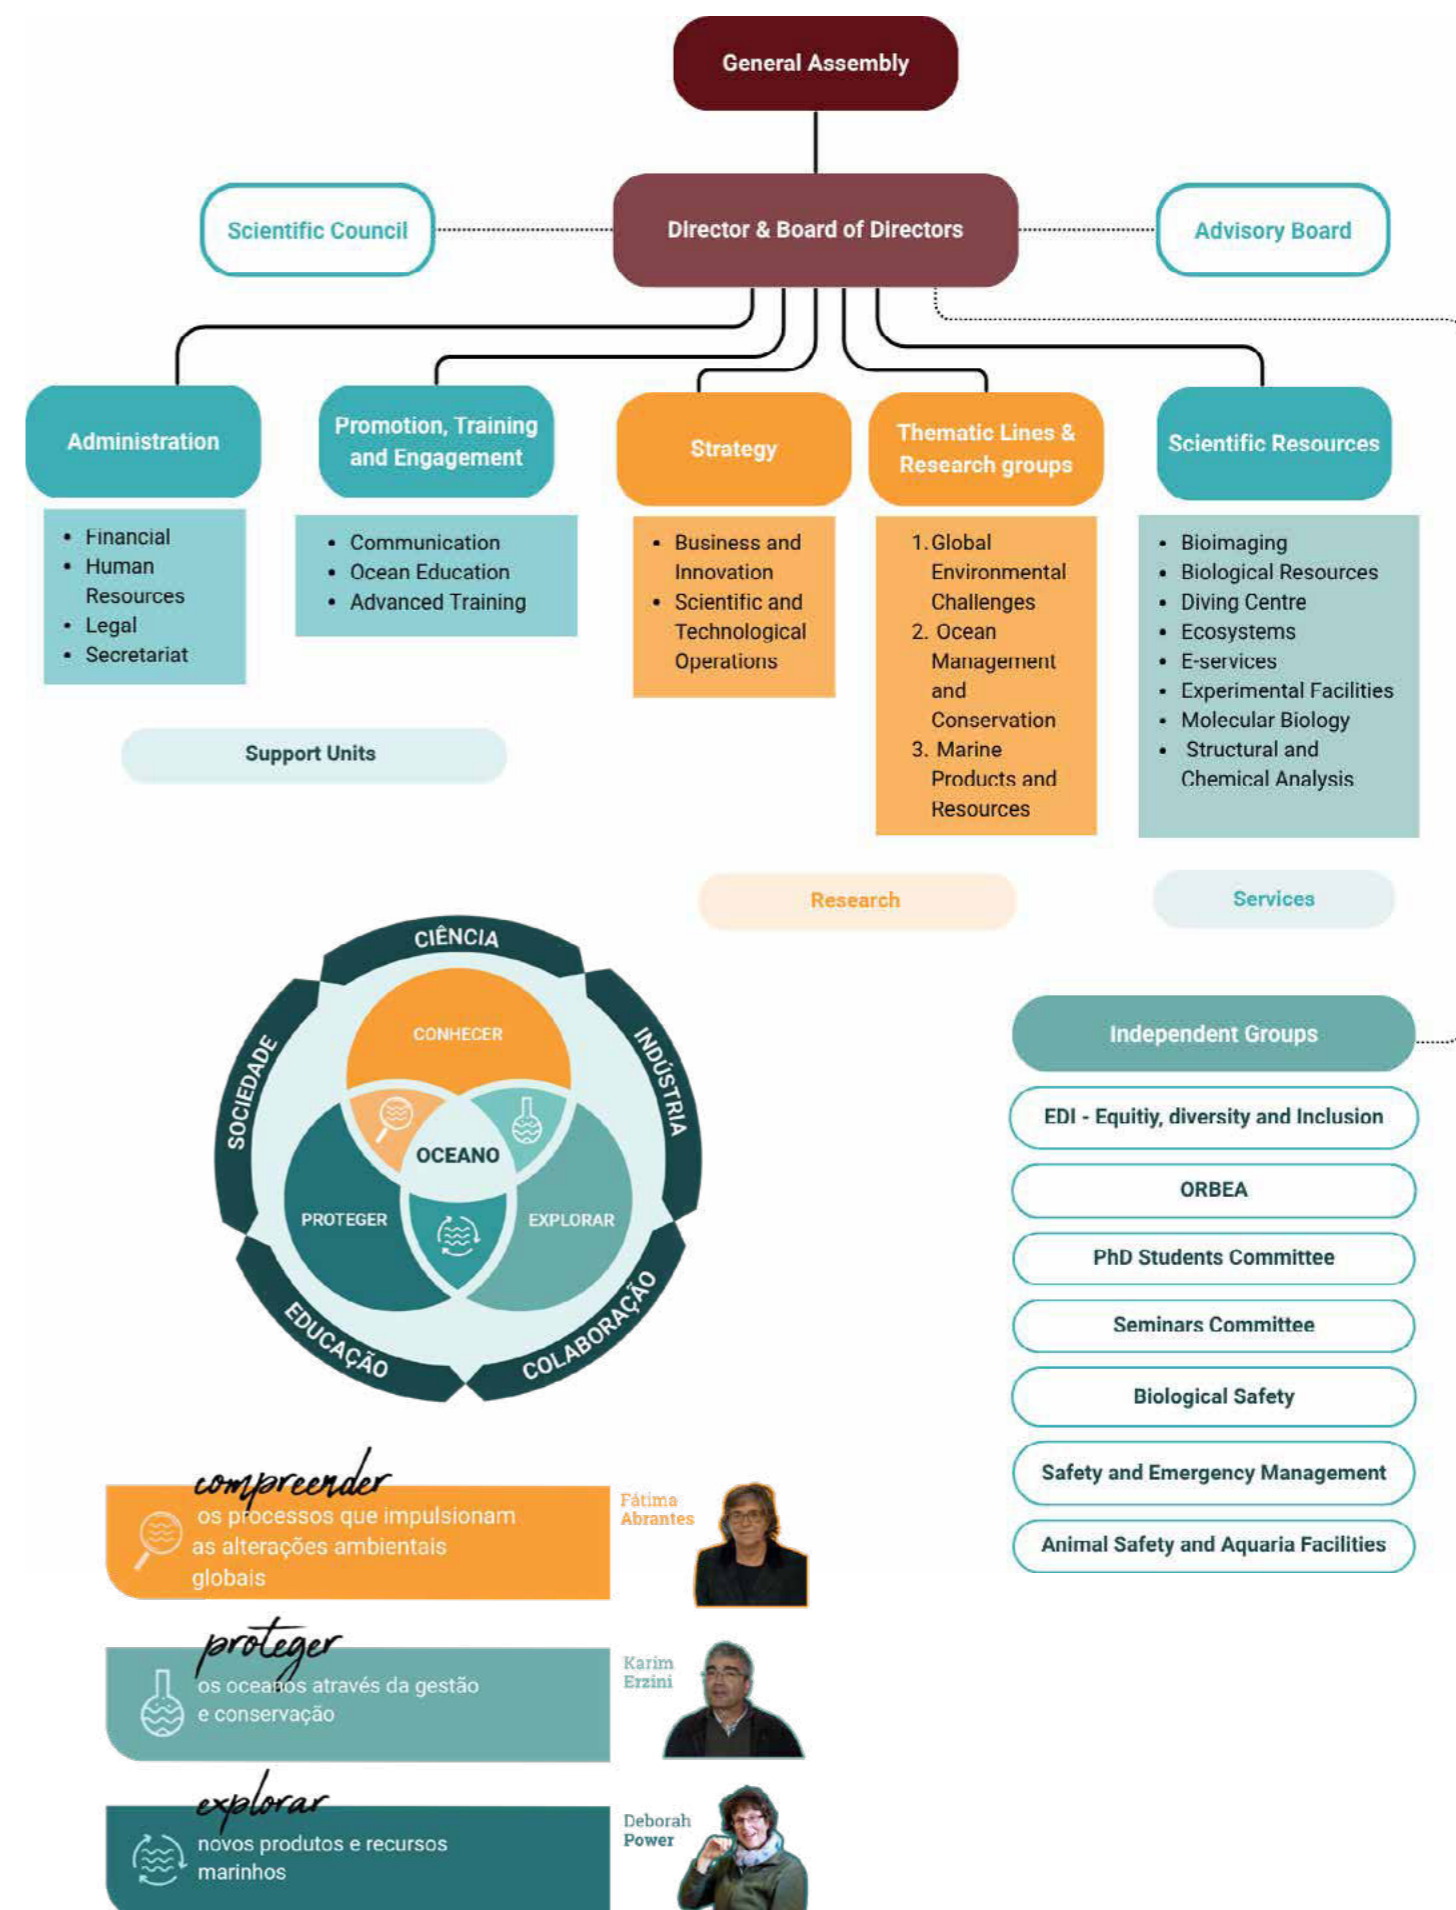 General Assembly
Scientific Council
Director & Board of Directors
Advisory Board
Administration
Promotion, Training
and Engagement
Strategy
Thematic Lines &
Research groups
Scientific Resources
• Financial
• Human
Resources
• Legal
• Secretariat
• Communication
• Ocean Education
• Advanced Training
• Business and
Innovation
• Scientific and
Technological
Operations
1. Global
Environmental
Challenges
2. Ocean
Management
and
Conservation
3. Marine
Products and
Resources
• Bioimaging
• Biological Resources
• Diving Centre
• Ecosystems
• E-services
• Experimental Facilities
• Molecular Biology
• Structural and
Chemical Analysis
Support Units
Research
Services
CIÊNCIA
INDÚSTRIA
COLABORAÇÃO
EDUCAÇÃO
SOCIEDADE
CONHECER
OCEANO
PROTEGER
EXPLORAR
Independent Groups
EDI - Equitiy, diversity and Inclusion
ORBEA
PhD Students Committee
Seminars Committee
Biological Safety
Safety and Emergency Management
Animal Safety and Aquaria Facilities
compreender
os processos que impulsionam
as alterações ambientais
globais
Fátima
Abrantes
proteger
os oceanos através da gestão
e conservação
Karim
Erzini
explorar
novos produtos e recursos
marinhos
Deborah
Power